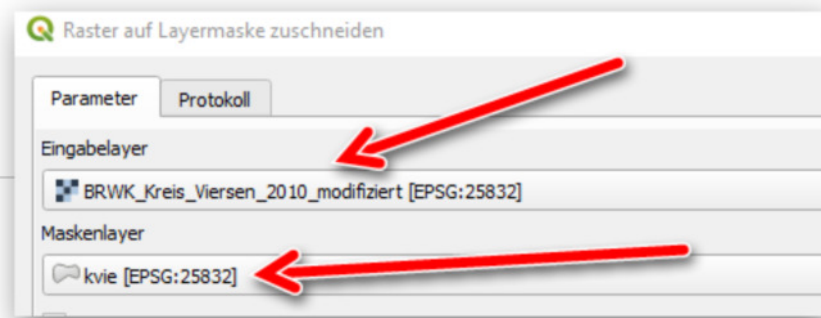 Raster auf Layermaske zuschneiden
Parameter Protokoll
Eingabelayer
BRWK_Kreis_Viersen_2010_modifiziert [EPSG:25832]
Maskenlayer
kvie [EPSG:25832]